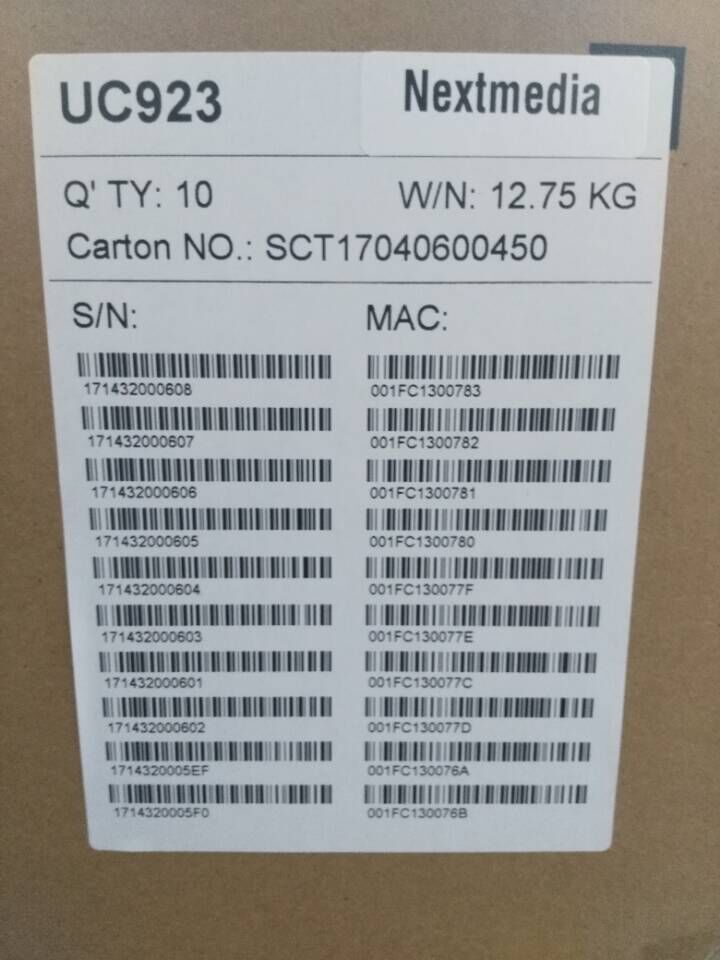 UC923 Nextmedia
Q' TY: 10 W/N: 12.75 KG
Carton NO.: SCT17040600450
S/N: MAC:
171432000608 001FC1300783
171432000607 001FC1300782
171432000606 001FC1300781
171432000605 001FC1300780
171432000604 001FC130077F
171432000603 001FC130077E
171432000601 001FC130077C
171432000602 001FC130077D
1714320005EF 001FC130076A
1714320005F0 001FC130076B